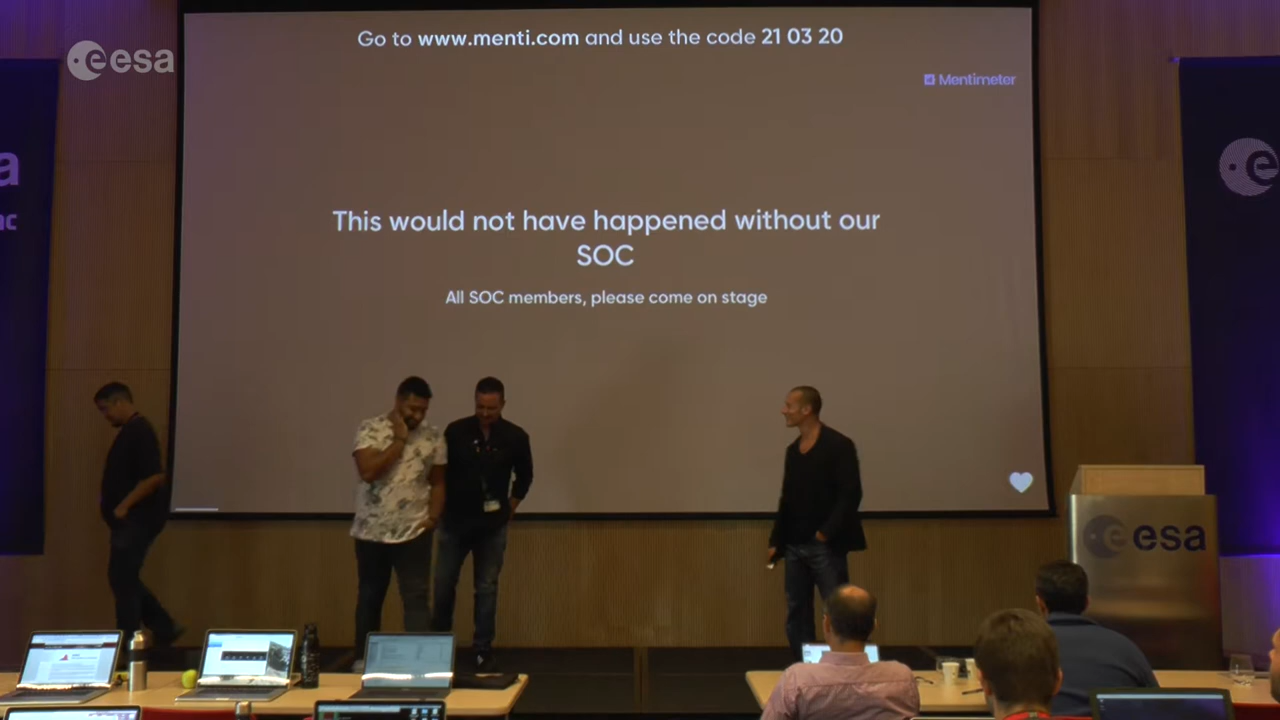 Go to www.menti.com and use the code 21 03 20
esa
Mentimeter
This would not have happened without our
SOC
All SOC members, please come on stage
esa